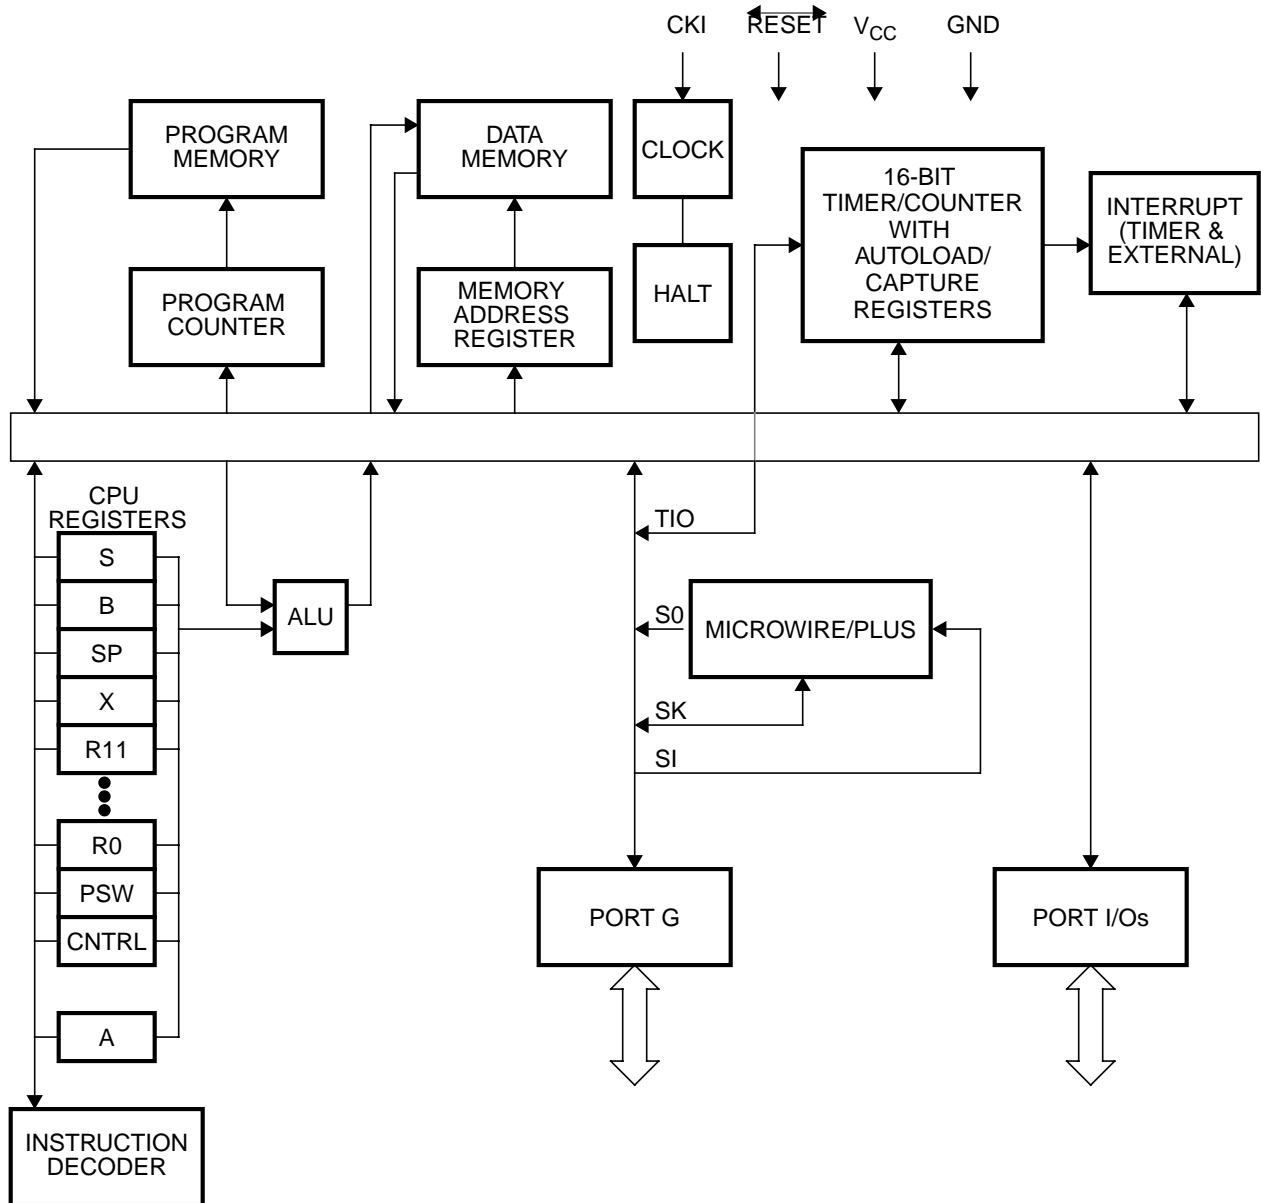 CKI
RESET
VCC
GND
PROGRAM
MEMORY
DATA
MEMORY
CLOCK
16-BIT
TIMER/COUNTER
WITH
AUTOLOAD/
CAPTURE
REGISTERS
INTERRUPT
(TIMER &
EXTERNAL)
PROGRAM
COUNTER
MEMORY
ADDRESS
REGISTER
HALT
CPU
REGISTERS
S
B
SP
X
R11
R0
PSW
CNTRL
A
ALU
TIO
S0
MICROWIRE/PLUS
SK
SI
PORT G
PORT I/Os
INSTRUCTION
DECODER